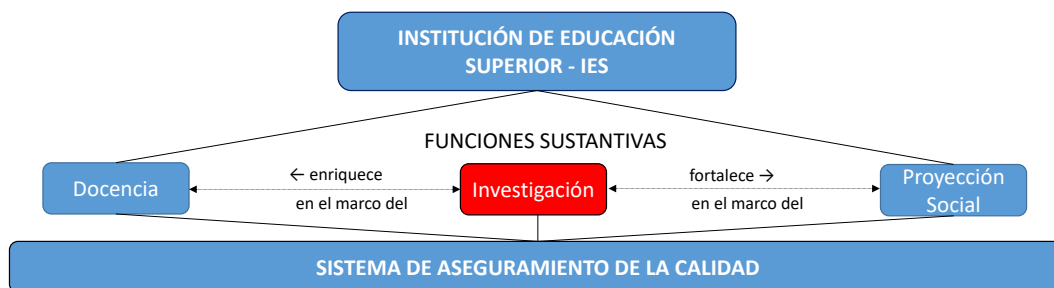 INSTITUCIÓN DE EDUCACIÓN
SUPERIOR - IES
FUNCIONES SUSTANTIVAS
Docencia
← enriquece
en el marco del
Investigación
fortalece →
en el marco del
Proyección
Social
SISTEMA DE ASEGURAMIENTO DE LA CALIDAD